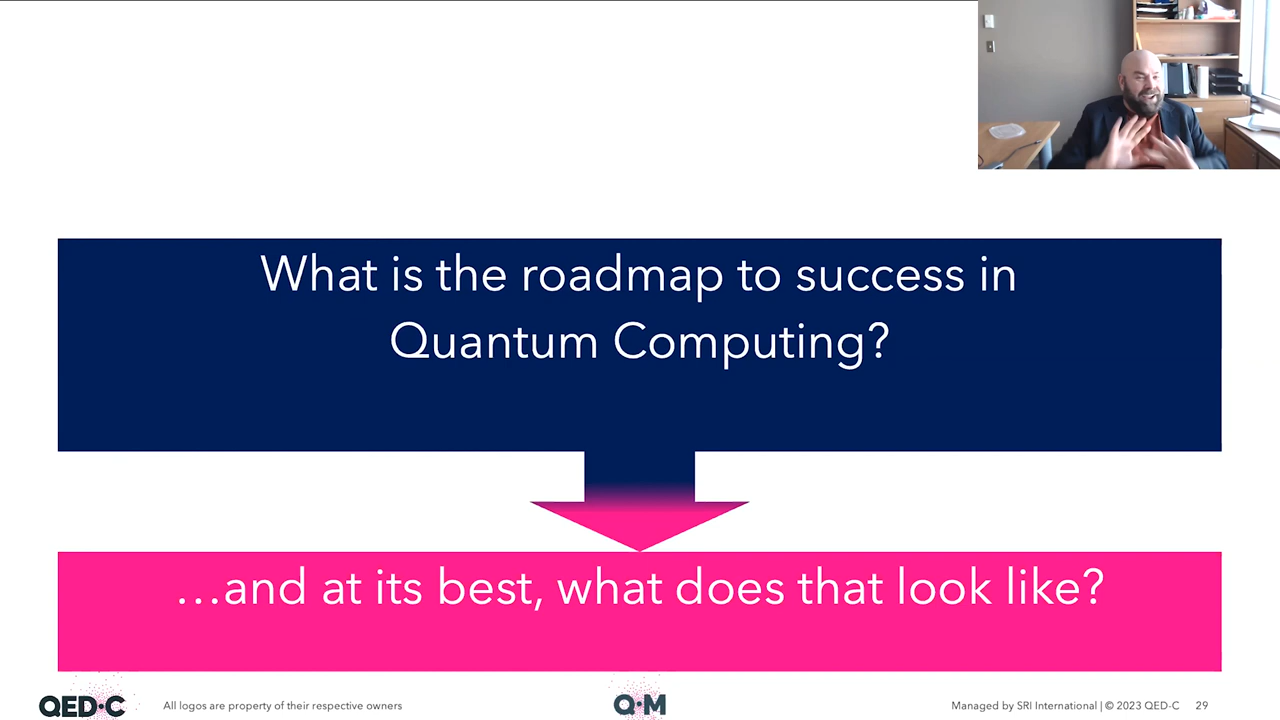 What is the roadmap to success in
Quantum Computing?
…and at its best, what does that look like?
QED•C
All logos are property of their respective owners
Q•M
Managed by SRI International | © 2023 QED-C
29